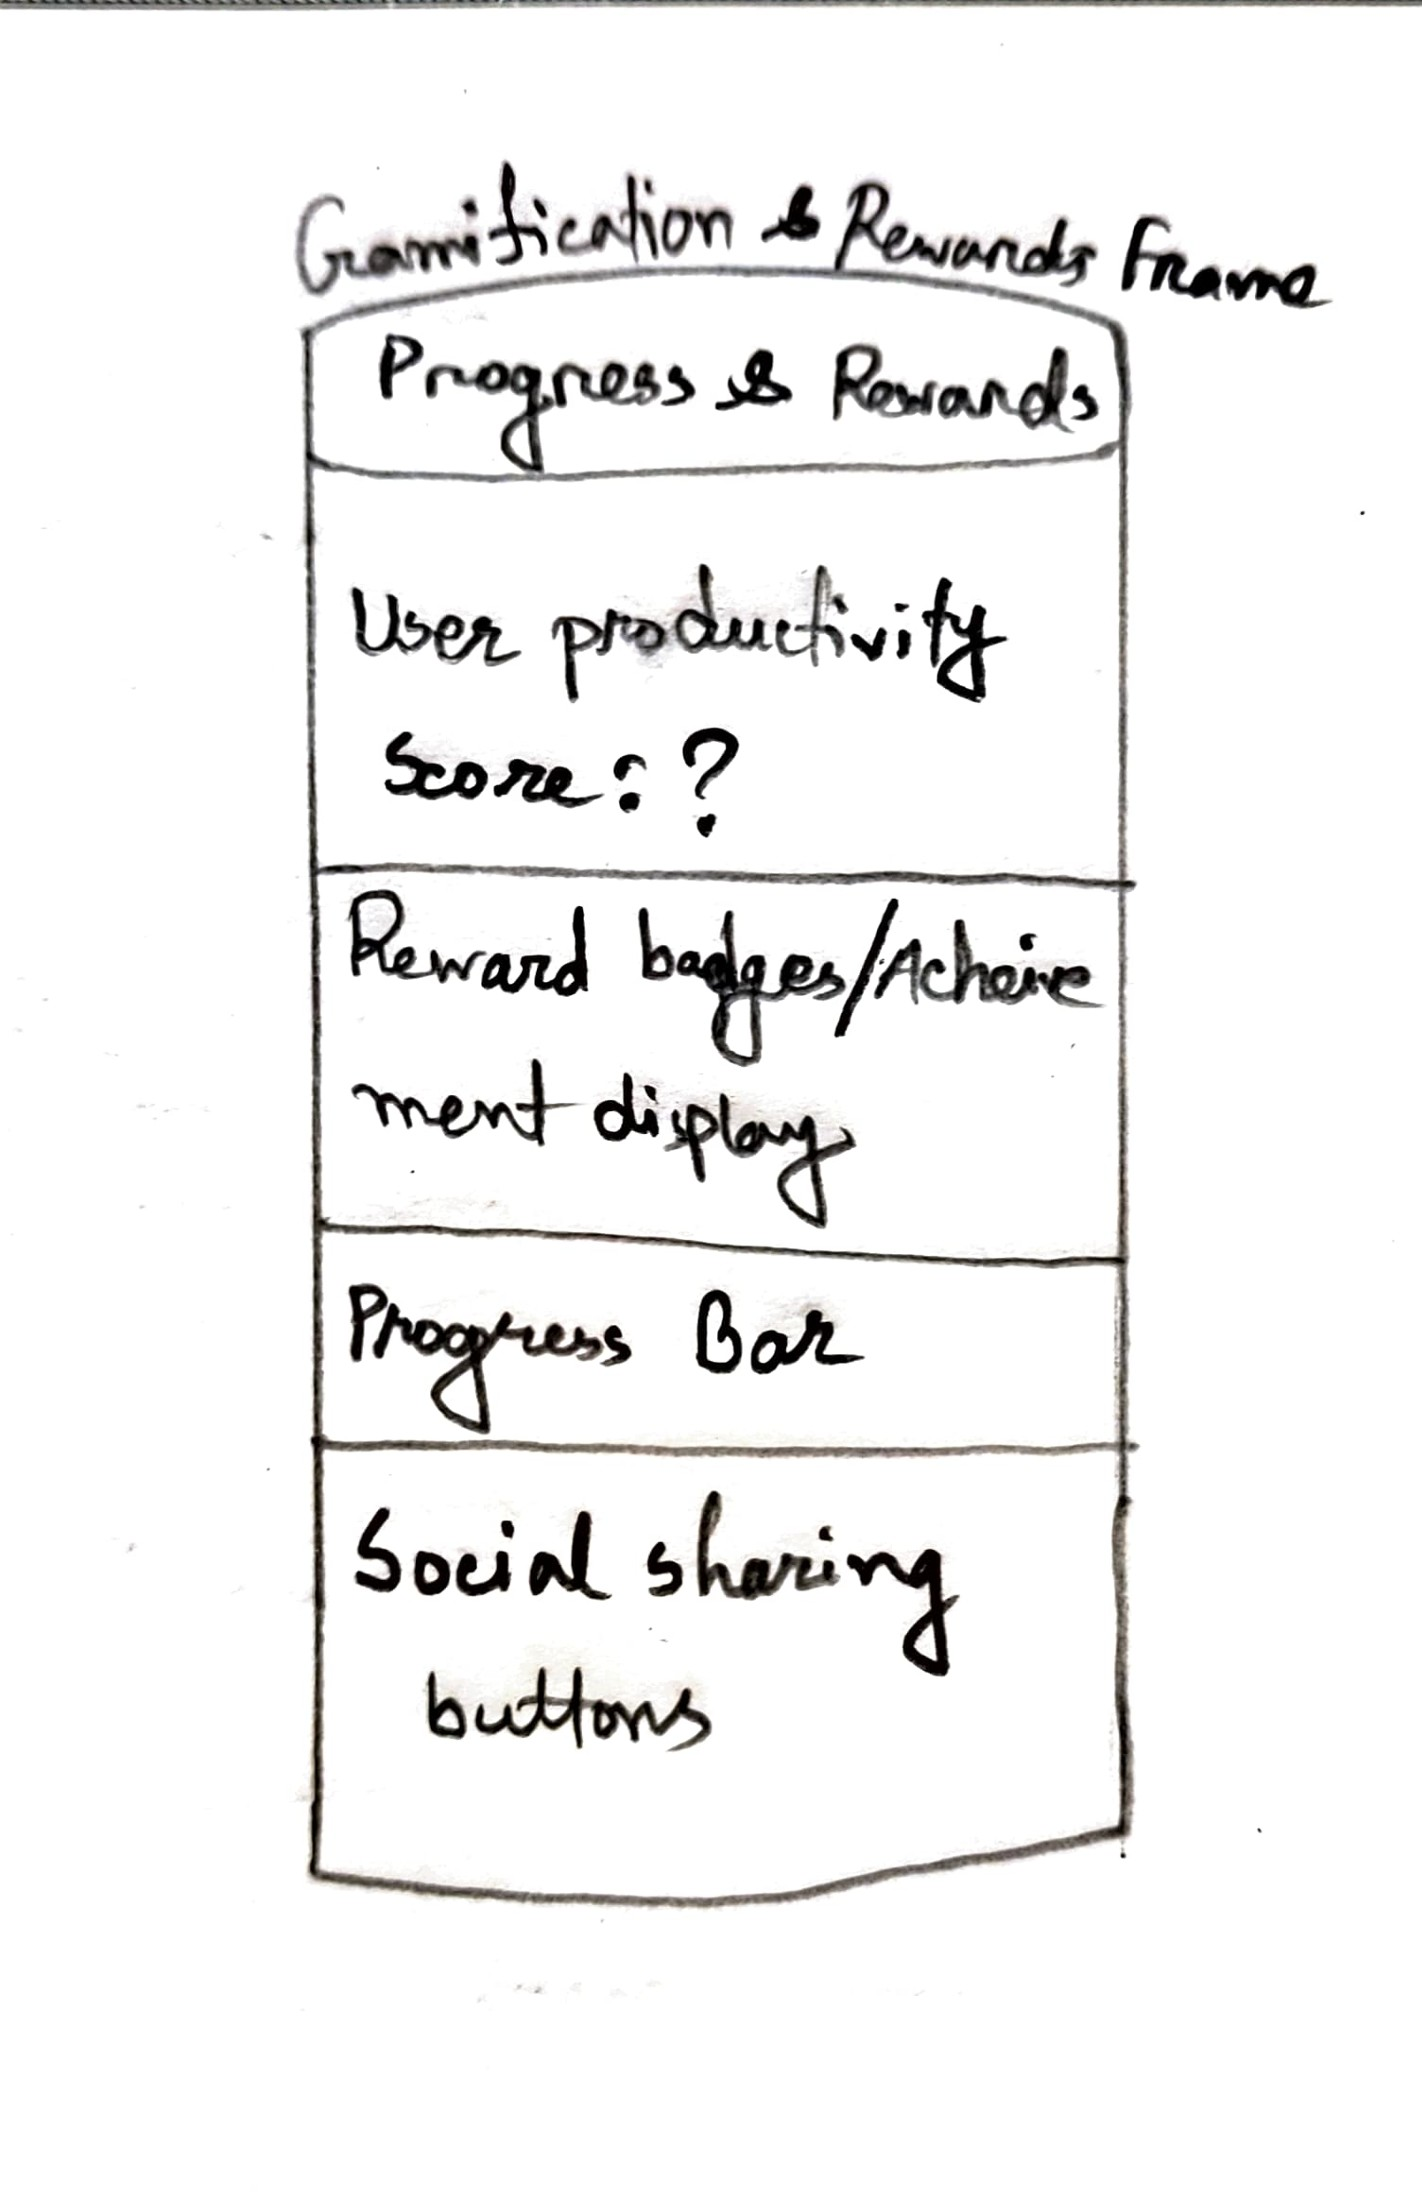 Gamification & Rewards Frame
Progress & Rewards
User productivity
Score: ?
Reward badges/Acheive
ment display
Progress Bar
Social sharing
buttons